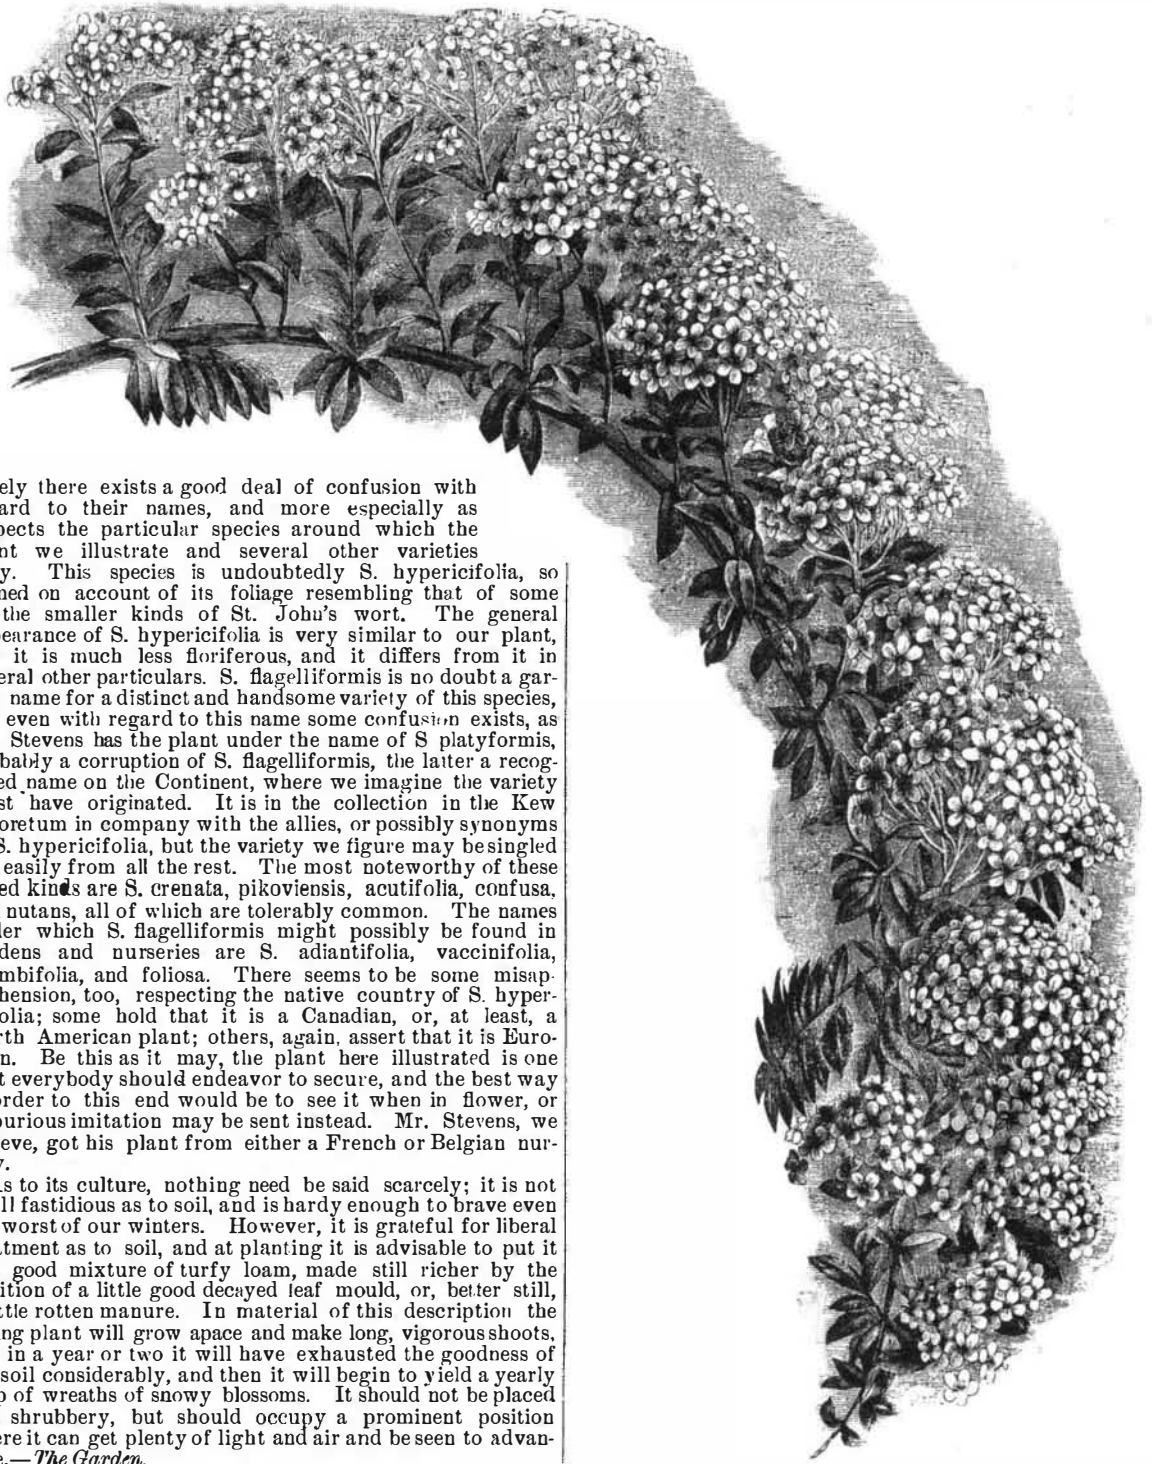 ely there exists a good deal of confusion with
ard to their names, and more especially as
pects the particular species around which the
nt we illustrate and several other varieties
y. This species is undoubtedly S. hypericifolia, so
ned on account of its foliage resembling that of some
the smaller kinds of St. John's wort. The general
pearance of S. hypericifolia is very similar to our plant,
it is much less floriferous, and it differs from it in
eral other particulars. S. flagelliformis is no doubt a gar-
name for a distinct and handsome variety of this species,
even with regard to this name some confusion exists, as
Stevens has the plant under the name of S platyformis,
bably a corruption of S. flagelliformis, the latter a recog-
ed name on the Continent, where we imagine the variety
st have originated. It is in the collection in the Kew
oretum in company with the allies, or possibly synonyms
S. hypericifolia, but the variety we figure may be singled
easily from all the rest. The most noteworthy of these
ed kinds are S. crenata, pikoviensis, acutifolia, confusa,
nutans, all of which are tolerably common. The names
ler which S. flagelliformis might possibly be found in
dens and nurseries are S. adiantifolia, vaccinifolia,
mbifolia, and foliosa. There seems to be some misap-
hension, too, respecting the native country of S. hyper-
olia; some hold that it is a Canadian, or, at least, a
rth American plant; others, again, assert that it is Euro-
n. Be this as it may, the plant here illustrated is one
t everybody should endeavor to secure, and the best way
order to this end would be to see it when in flower, or
purious imitation may be sent instead. Mr. Stevens, we
ieve, got his plant from either a French or Belgian nur-
y.
As to its culture, nothing need be said scarcely; it is not
ll fastidious as to soil, and is hardy enough to brave even
worst of our winters. However, it is grateful for liberal
atment as to soil, and at planting it is advisable to put it
good mixture of turfy loam, made still richer by the
ition of a little good decayed leaf mould, or, better still,
ttle rotten manure. In material of this description the
ng plant will grow apace and make long, vigorous shoots,
in a year or two it will have exhausted the goodness of
soil considerably, and then it will begin to yield a yearly
p of wreaths of snowy blossoms. It should not be placed
shrubbery, but should occupy a prominent position
ere it can get plenty of light and air and be seen to advan-
e.—The Garden.